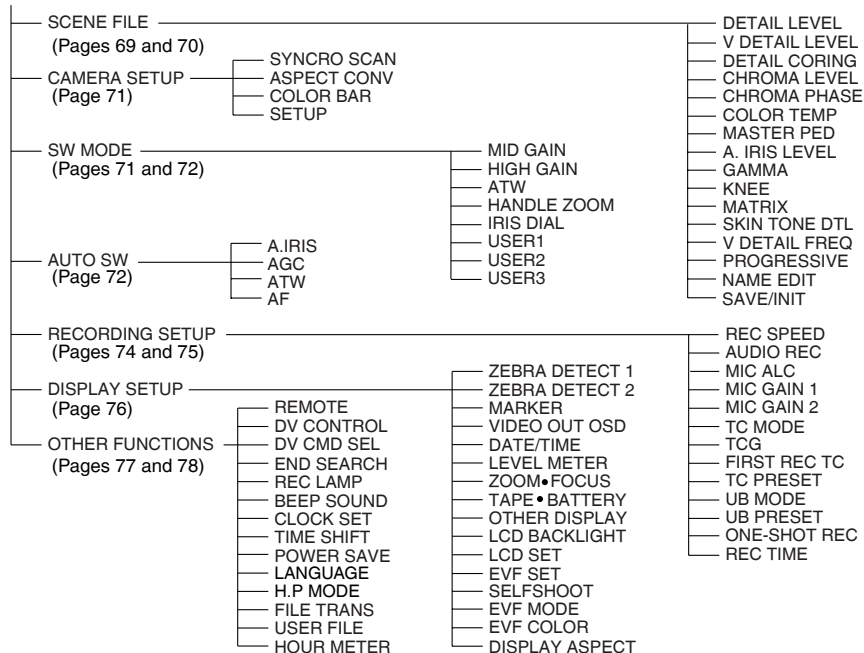 SCENE FILE
(Pages 69 and 70)
DETAIL LEVEL
V DETAIL LEVEL
DETAIL CORING
CHROMA LEVEL
CHROMA PHASE
COLOR TEMP
MASTER PED
A. IRIS LEVEL
GAMMA
KNEE
MATRIX
SKIN TONE DTL
V DETAIL FREQ
PROGRESSIVE
NAME EDIT
SAVE/INIT
CAMERA SETUP
(Page 71)
SYNCRO SCAN
ASPECT CONV
COLOR BAR
SETUP
SW MODE
(Pages 71 and 72)
MID GAIN
HIGH GAIN
ATW
HANDLE ZOOM
IRIS DIAL
USER1
USER2
USER3
AUTO SW
(Page 72)
A.IRIS
AGC
ATW
AF
RECORDING SETUP
(Pages 74 and 75)
REC SPEED
AUDIO REC
MIC ALC
MIC GAIN 1
MIC GAIN 2
TC MODE
TCG
FIRST REC TC
TC PRESET
UB MODE
UB PRESET
ONE-SHOT REC
REC TIME
DISPLAY SETUP
(Page 76)
ZEBRA DETECT 1
ZEBRA DETECT 2
MARKER
VIDEO OUT OSD
DATE/TIME
LEVEL METER
ZOOM•FOCUS
TAPE•BATTERY
OTHER DISPLAY
LCD BACKLIGHT
LCD SET
EVF SET
SELFSHOOT
EVF MODE
EVF COLOR
DISPLAY ASPECT
OTHER FUNCTIONS
(Pages 77 and 78)
REMOTE
DV CONTROL
DV CMD SEL
END SEARCH
REC LAMP
BEEP SOUND
CLOCK SET
TIME SHIFT
POWER SAVE
LANGUAGE
H.P MODE
FILE TRANS
USER FILE
HOUR METER